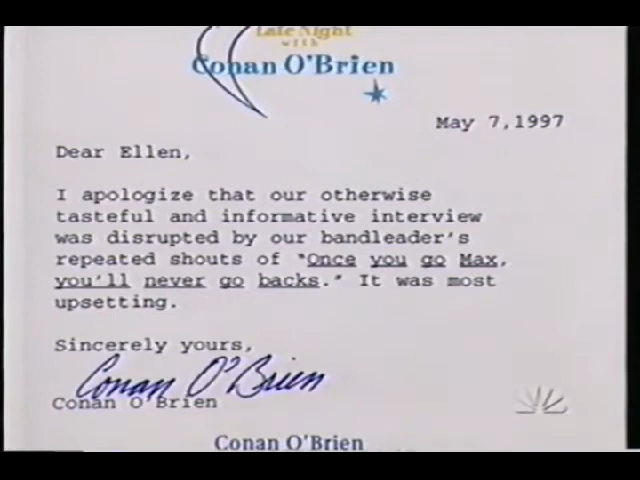 Late Night
with
Conan O'Brien
May 7,1997
Dear Ellen,
I apologize that our otherwise
tasteful and informative interview
was disrupted by our bandleader's
repeated shouts of "Once you go Max,
you'll never go backs." It was most
upsetting.
Sincerely yours,
Conan O'Brien
Conan O'Brien
Conan O'Brien